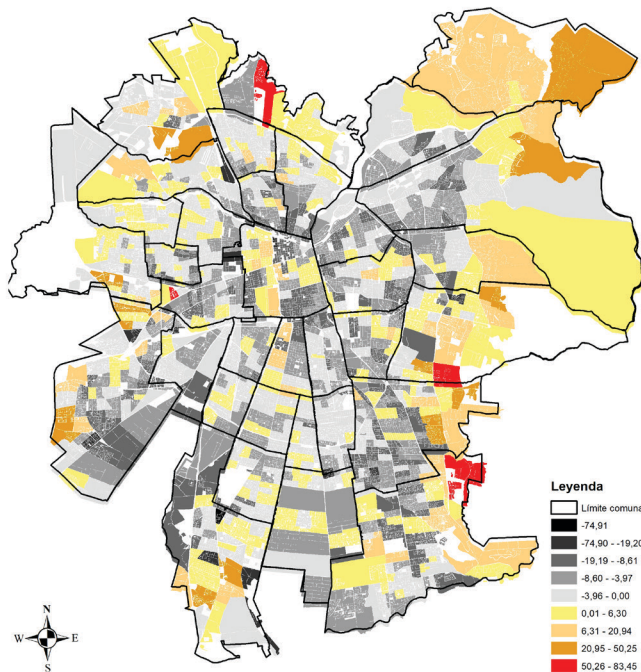 Leyenda
Límite comuna
-74,91
-74,90 - -19,20
-19,19 - -8,61
-8,60 - -3,97
-3,96 - 0,00
0,01 - 6,30
6,31 - 20,94
20,95 - 50,25
50,26 - 83,45
N
W E
S